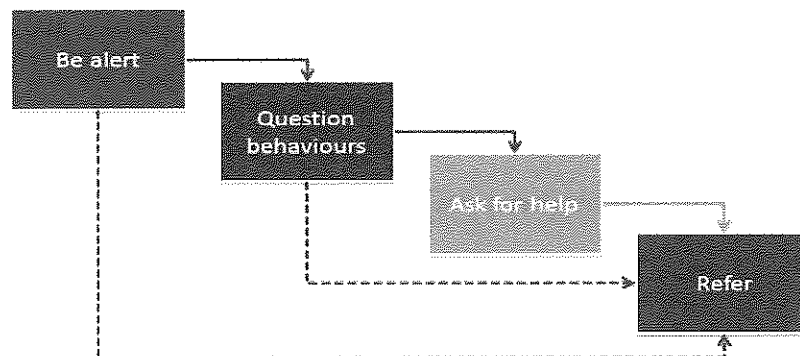 Be alert
Question
behaviours
Ask for help
Refer